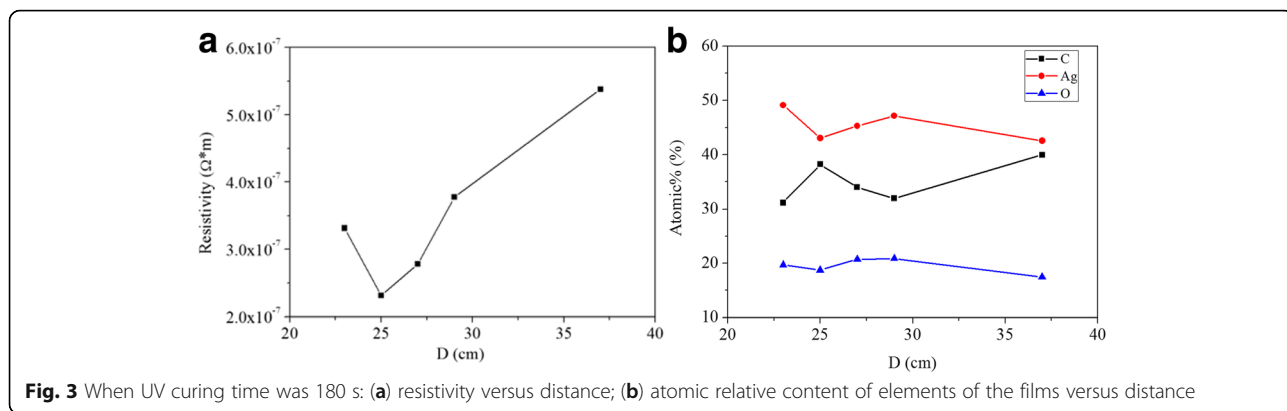 a
6.0x10⁻⁷
5.0x10⁻⁷
4.0x10⁻⁷
3.0x10⁻⁷
2.0x10⁻⁷
Resistivity (Ω*m)
20 25 30 35 40
D (cm)
b
60
50
40
30
20
10
Atomic% (%)
C
Ag
O
20 25 30 35 40
D (cm)
Fig. 3 When UV curing time was 180 s: (a) resistivity versus distance; (b) atomic relative content of elements of the films versus distance